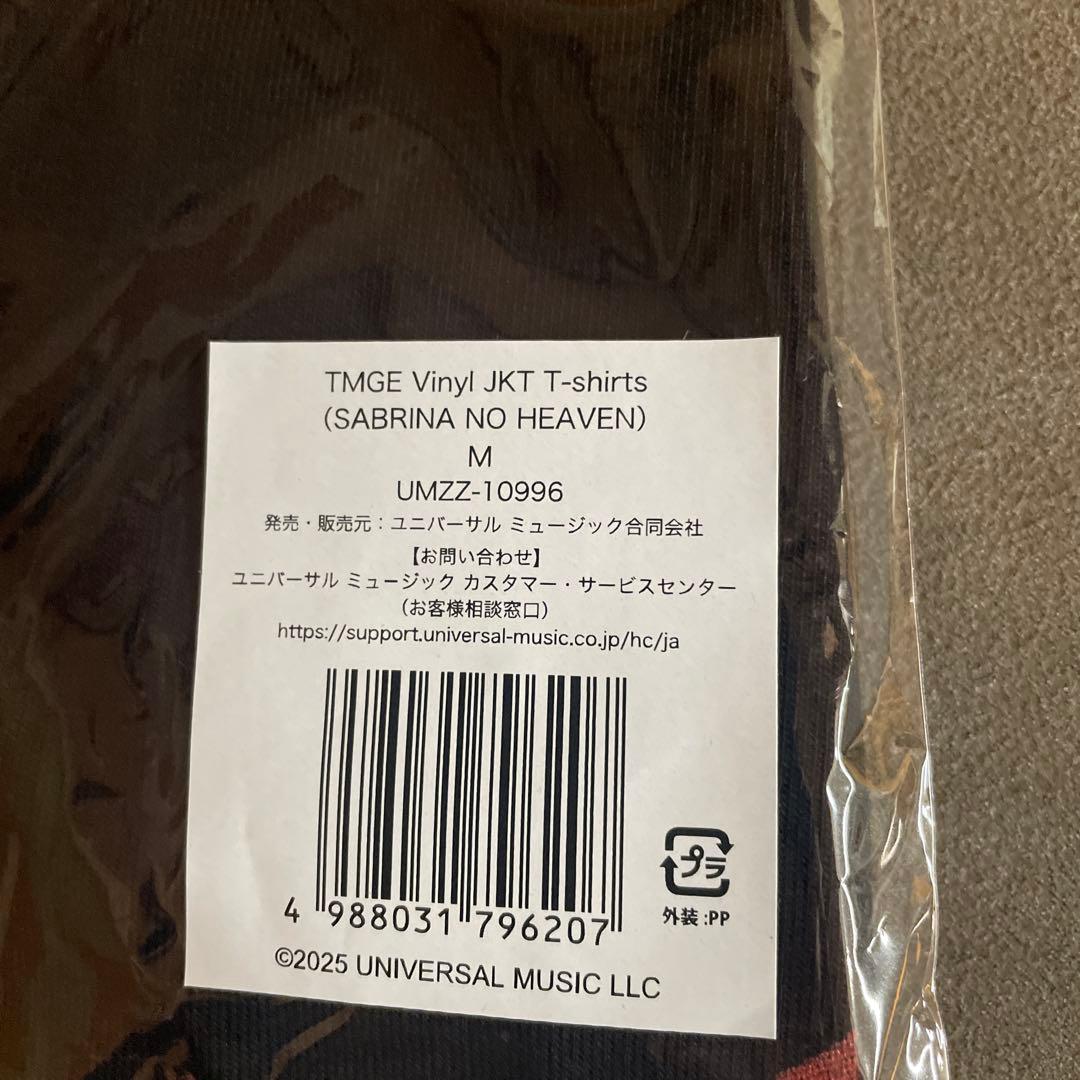 TMGE Vinyl JKT T-shirts
(SABRINA NO HEAVEN)
M
UMZZ-10996
発売・販売元：ユニバーサル ミュージック合同会社
【お問い合わせ】
ユニバーサル ミュージック カスタマー・サービスセンター
（お客様相談窓口）
https://support.universal-music.co.jp/hc/ja
プラ
外装:PP
4 988031 796207
©2025 UNIVERSAL MUSIC LLC